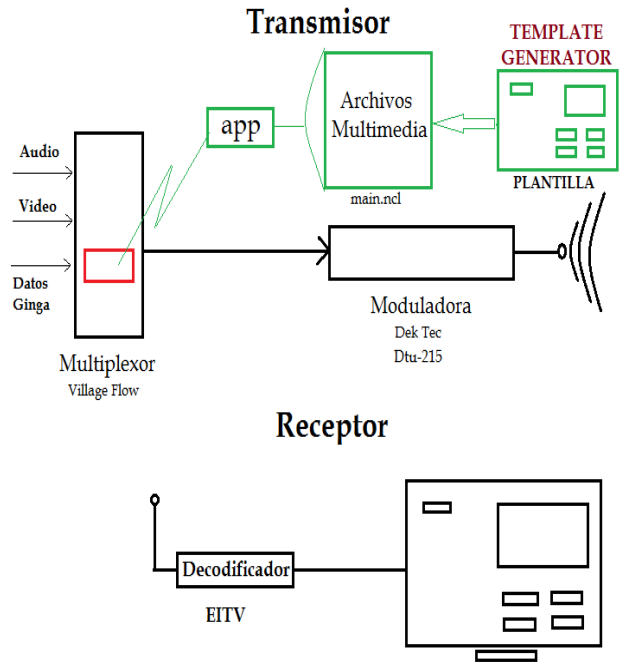 Transmisor
TEMPLATE
GENERATOR
Archivos
Multimedia
app
main.ncl
PLANTILLA
Audio
Video
Datos
Ginga
Multiplexor
Village Flow
Moduladora
Dek Tec
Dtu-215
Receptor
Decodificador
EITV